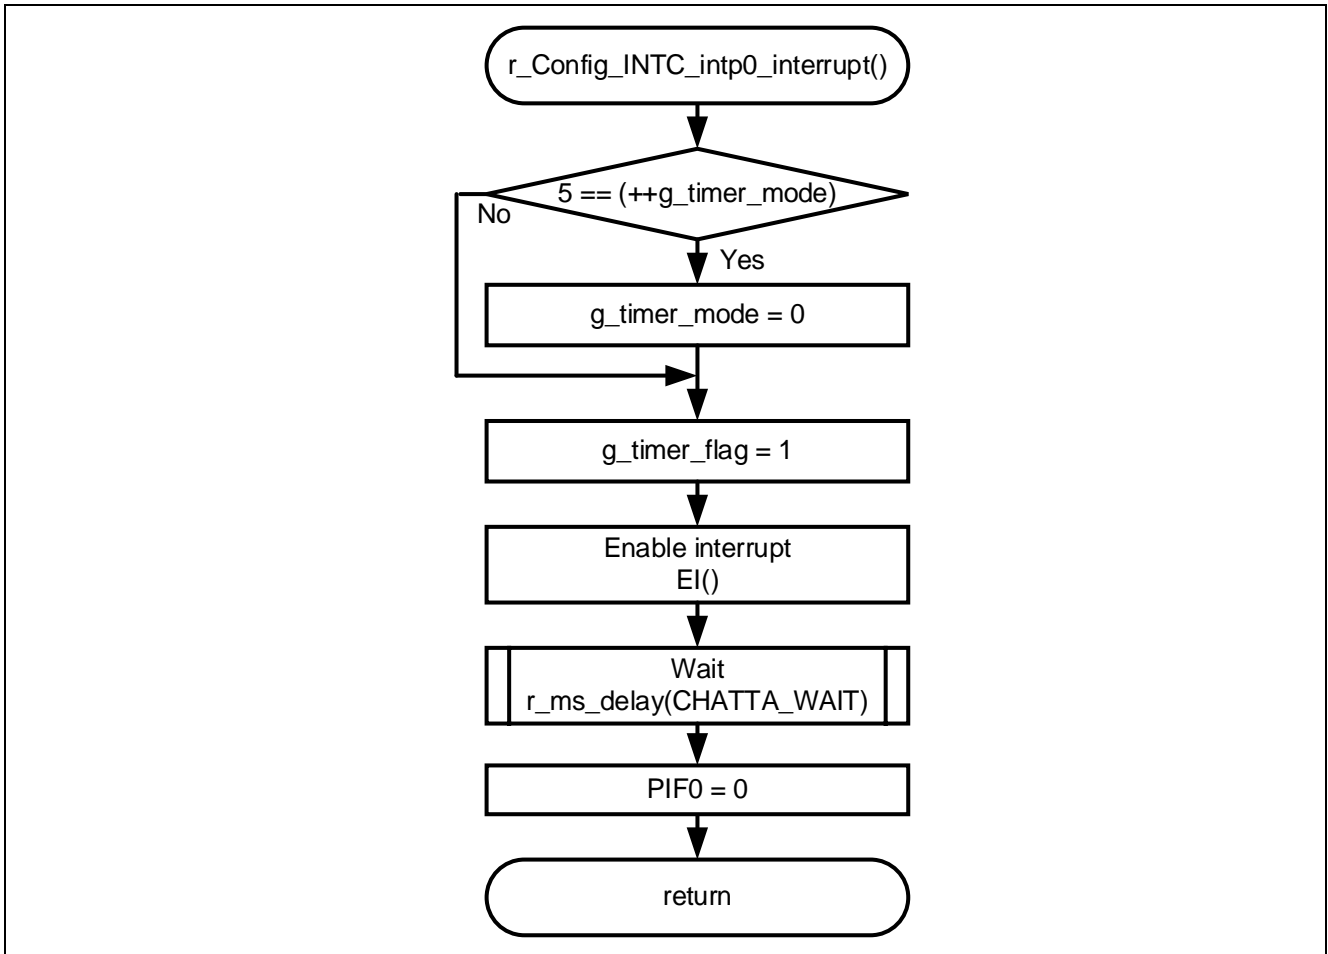 r_Config_INTC_intp0_interrupt()
5 == (++g_timer_mode)
No
Yes
g_timer_mode = 0
g_timer_flag = 1
Enable interrupt
EI()
Wait
r_ms_delay(CHATTA_WAIT)
PIF0 = 0
return